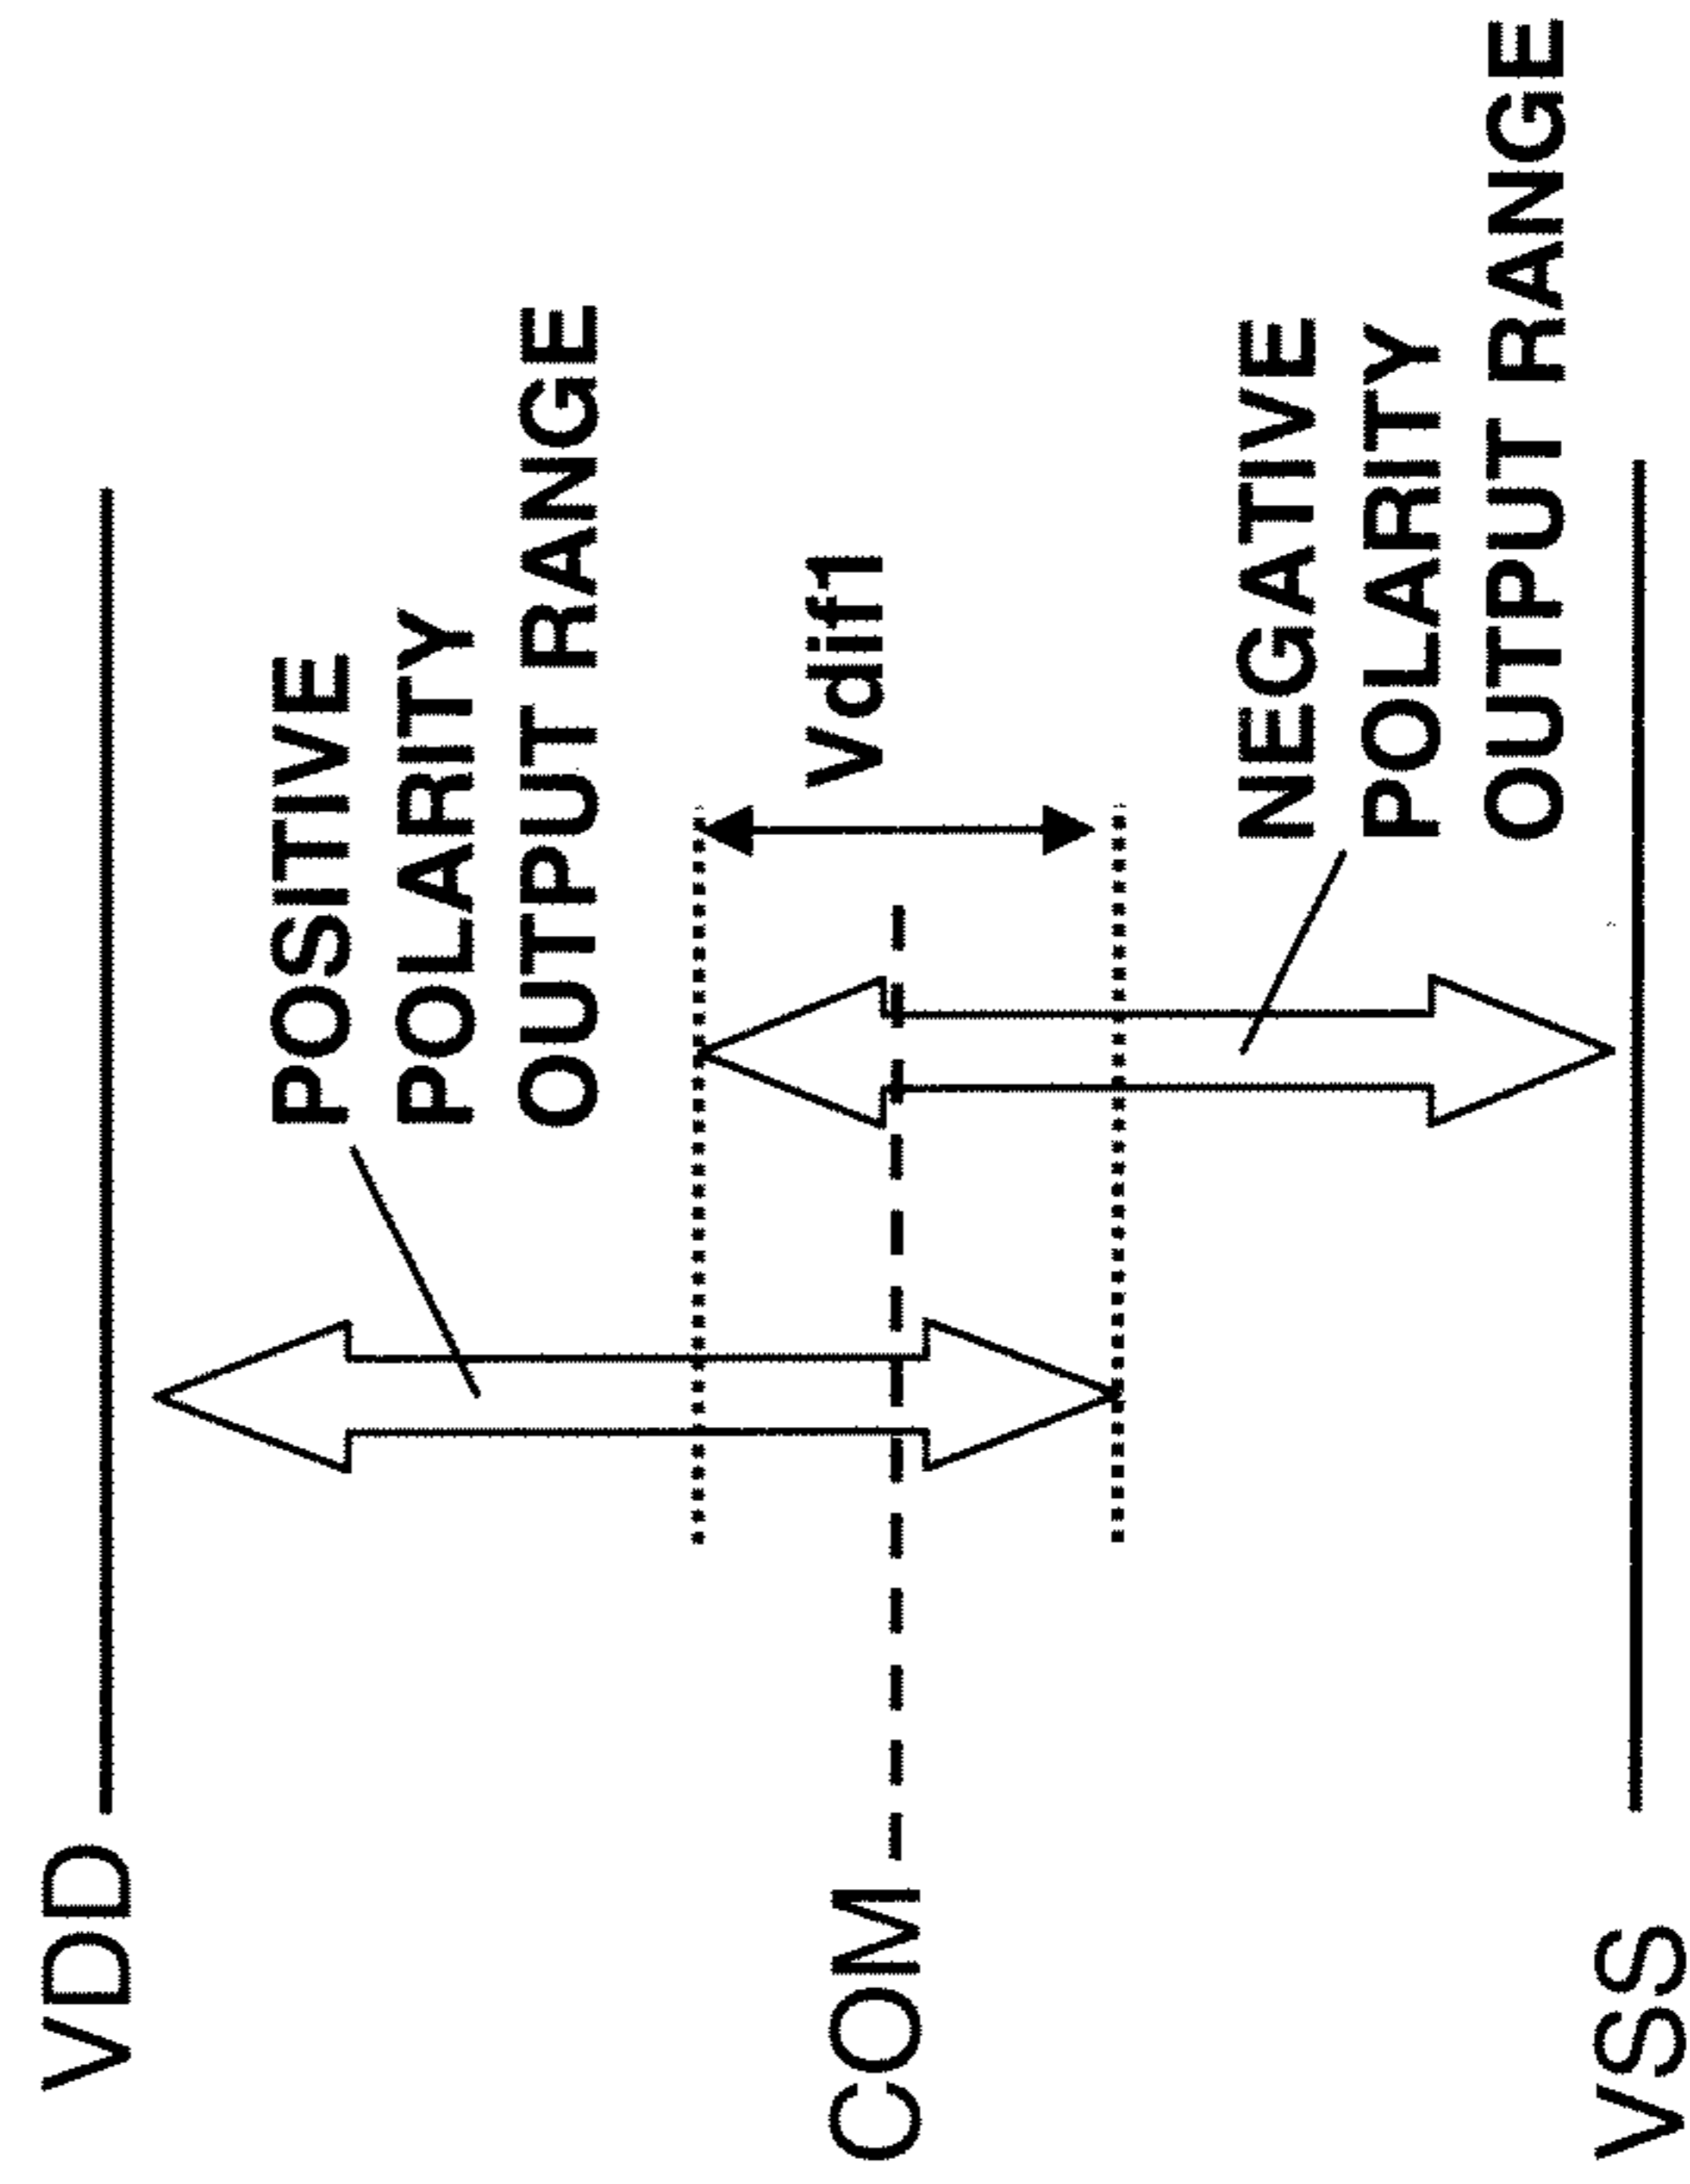 VDD
POSITIVE
POLARITY
OUTPUT RANGE
Vdif1
COM
NEGATIVE
POLARITY
OUTPUT RANGE
VSS